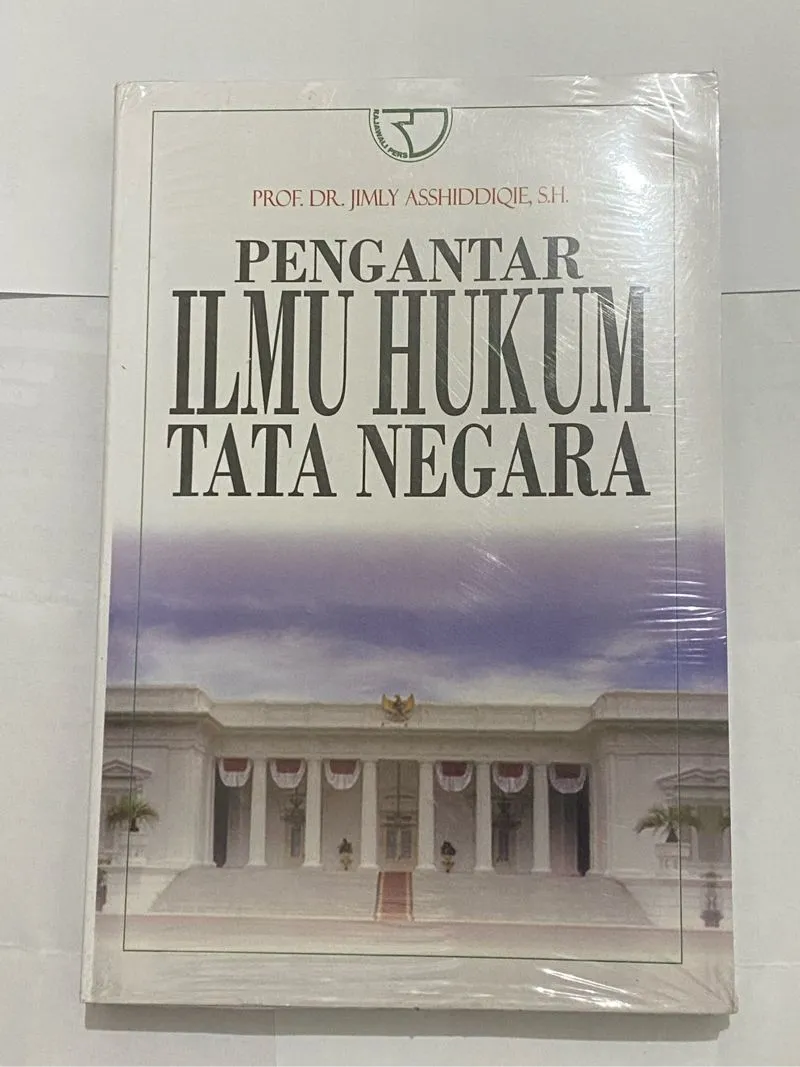 RAJAWALI PERS
PROF. DR. JIMLY ASSHIDDIQIE, S.H.
PENGANTAR
ILMU HUKUM
TATA NEGARA